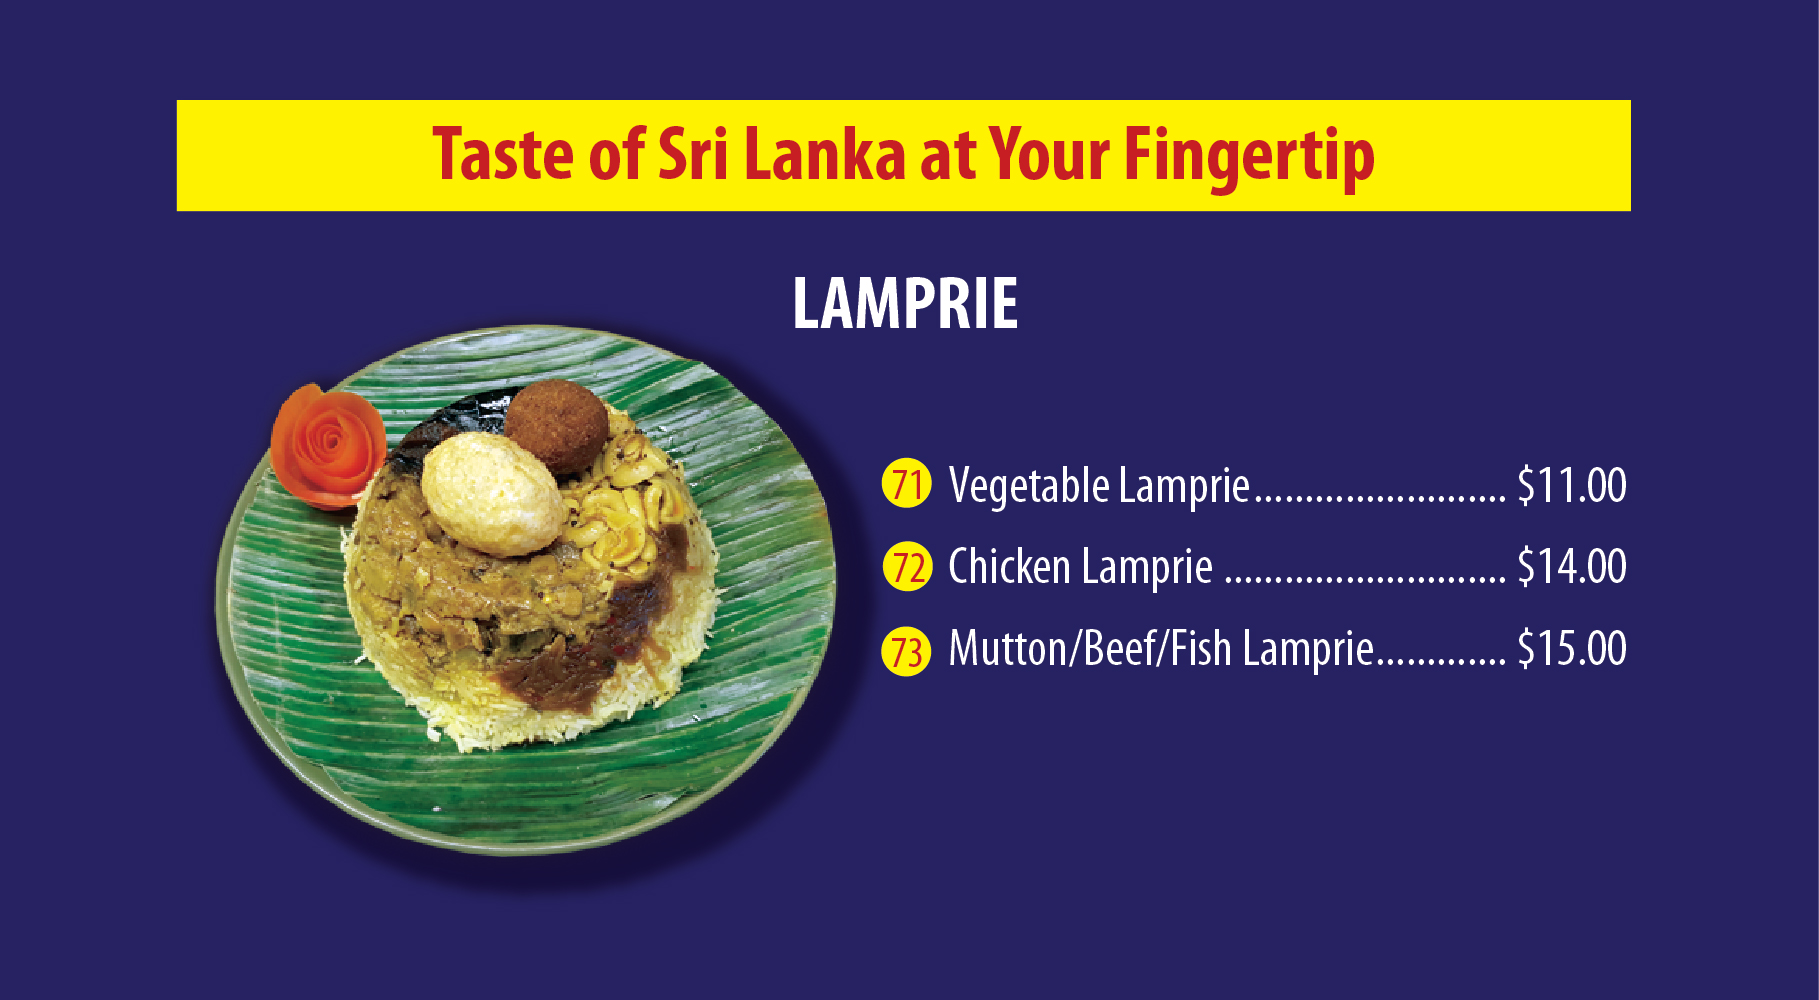 Taste of Sri Lanka at Your Fingertip
LAMPRIE
71 Vegetable Lamprie......................... $11.00
72 Chicken Lamprie ............................ $14.00
73 Mutton/Beef/Fish Lamprie............. $15.00